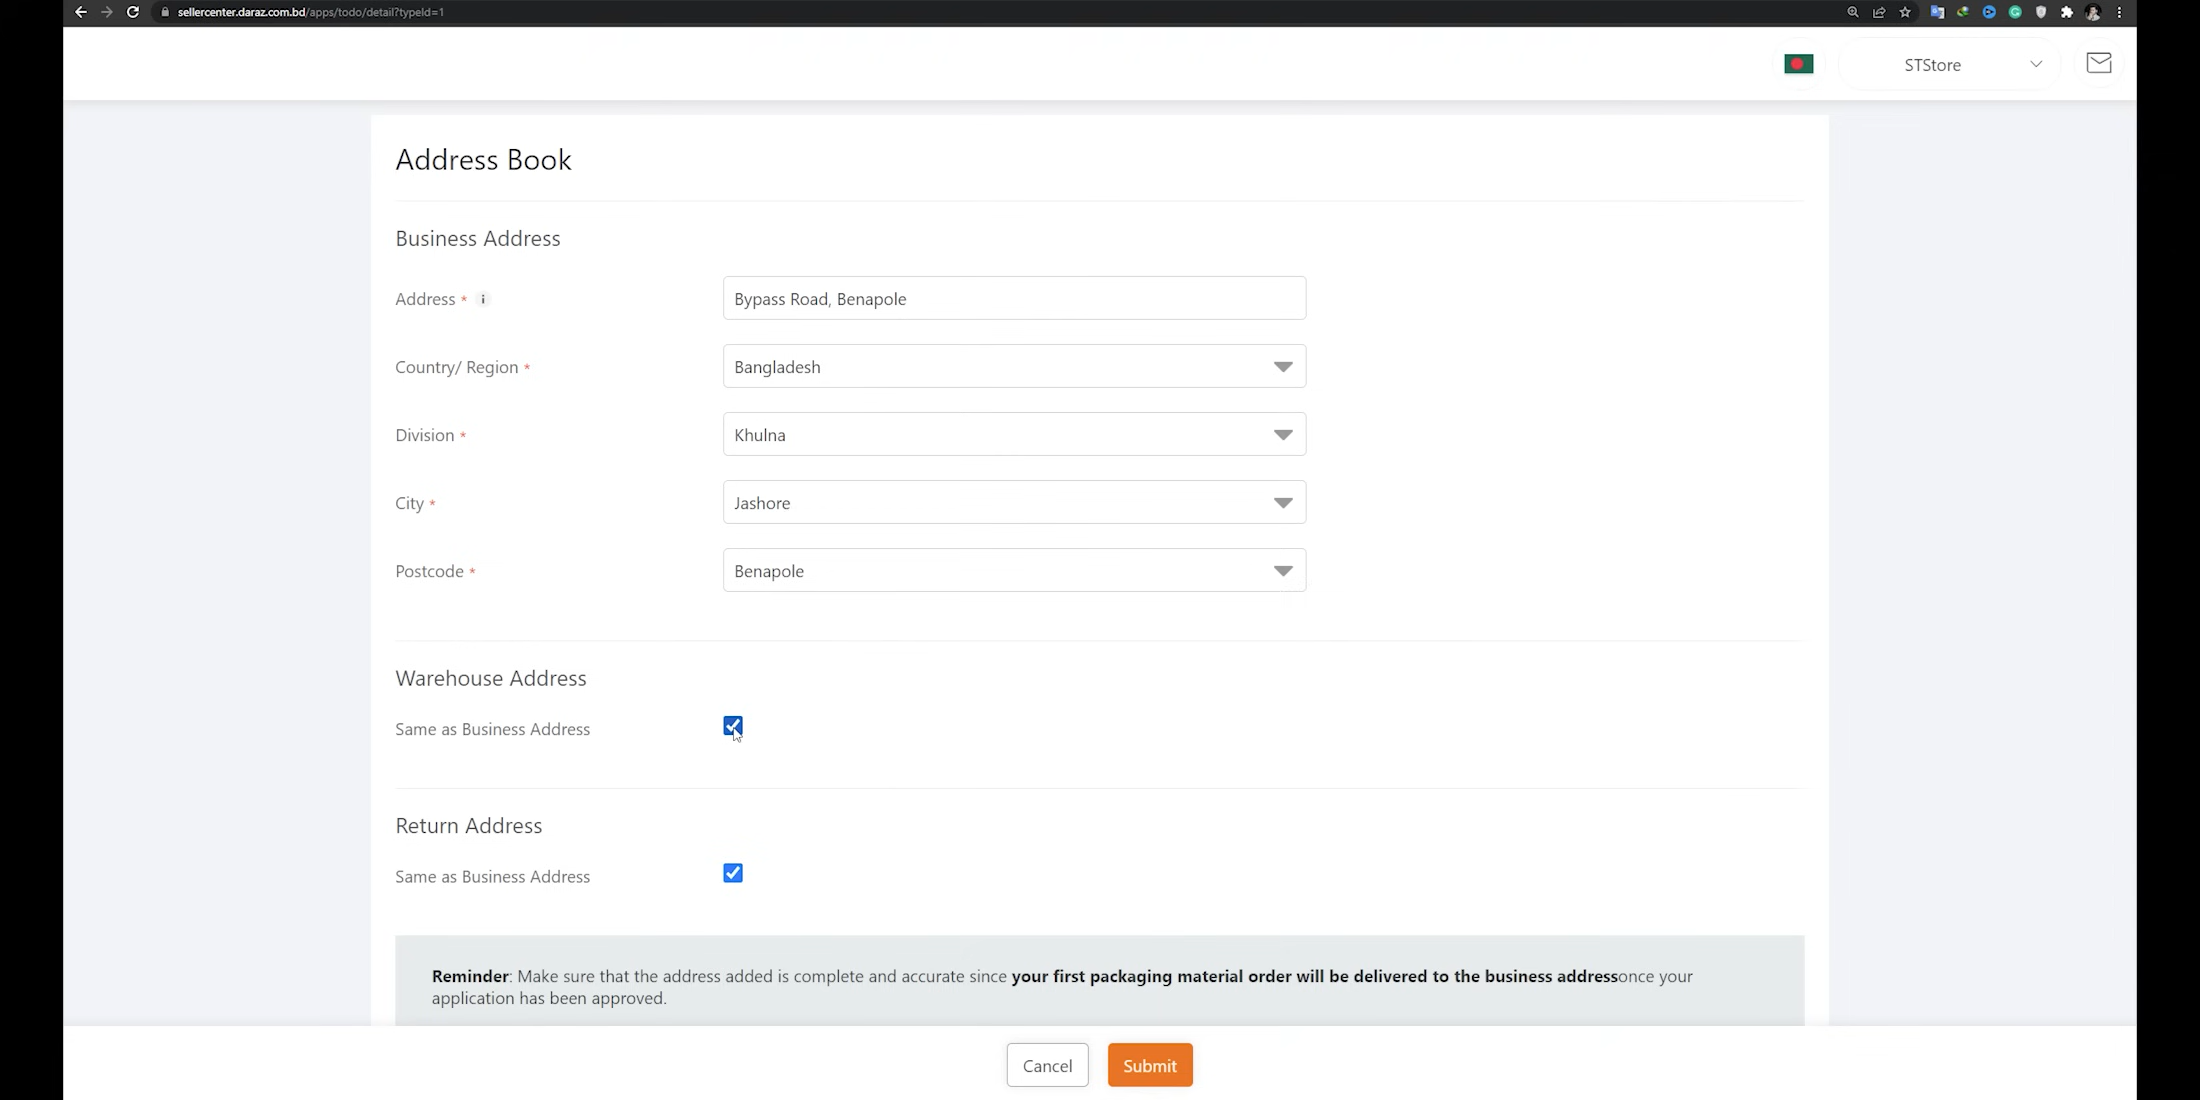 sellercenter.daraz.com.bd/apps/todo/detail?typeId=1
STStore
Address Book
Business Address
Address * i
Bypass Road, Benapole
Country/ Region *
Bangladesh
Division *
Khulna
City *
Jashore
Postcode *
Benapole
Warehouse Address
Same as Business Address
Return Address
Same as Business Address
Reminder: Make sure that the address added is complete and accurate since your first packaging material order will be delivered to the business addressonce your
application has been approved.
Cancel
Submit